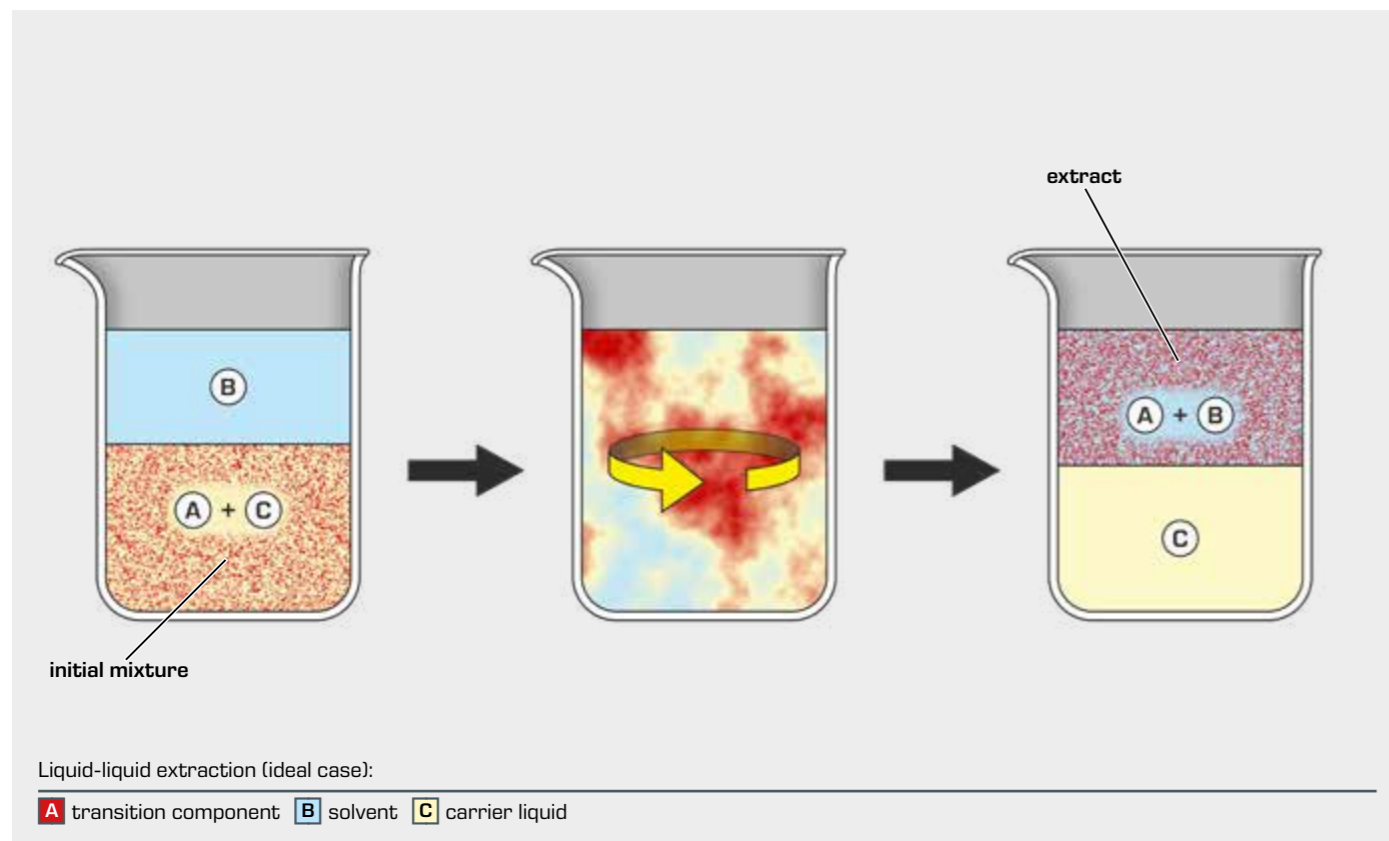 extract
B
A + C
A + B
C
initial mixture
Liquid-liquid extraction (ideal case):
A transition component B solvent C carrier liquid